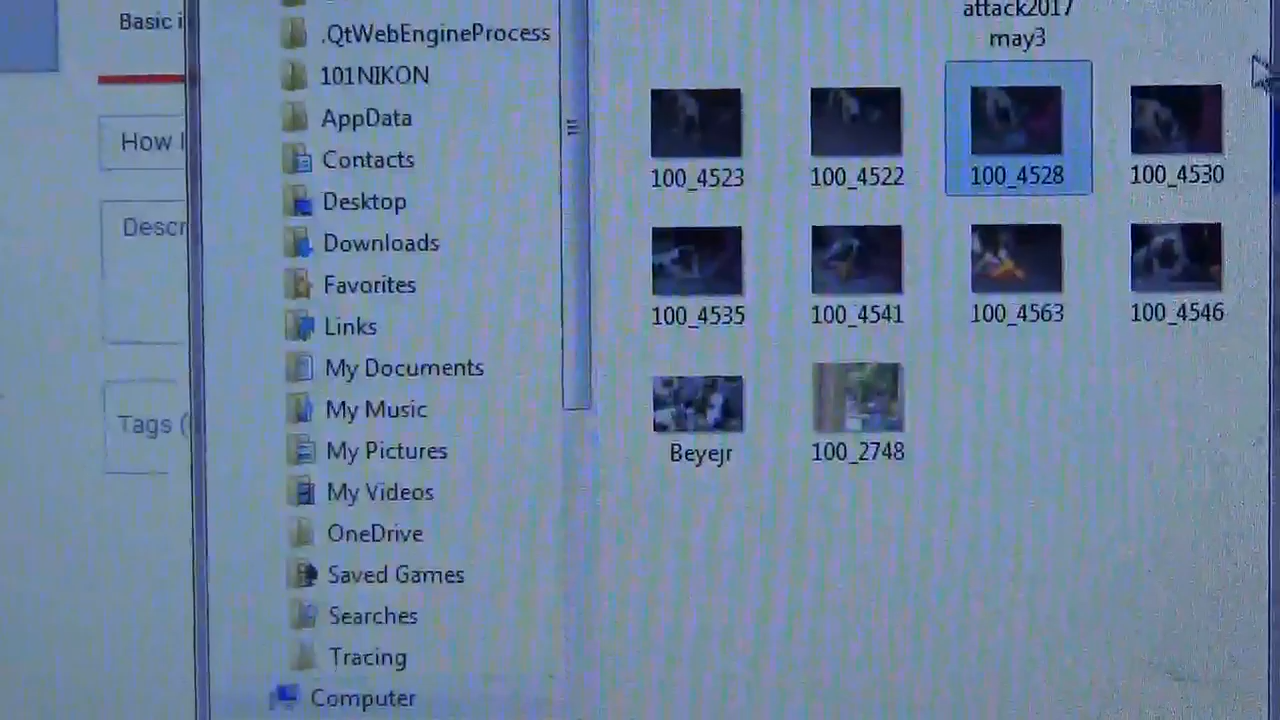 Basic i
How l
Descr
Tags (
.QtWebEngineProcess
101NIKON
AppData
Contacts
Desktop
Downloads
Favorites
Links
My Documents
My Music
My Pictures
My Videos
OneDrive
Saved Games
Searches
Tracing
Computer
attack2017
may3
100_4523
100_4522
100_4528
100_4530
100_4535
100_4541
100_4563
100_4546
Beyejr
100_2748